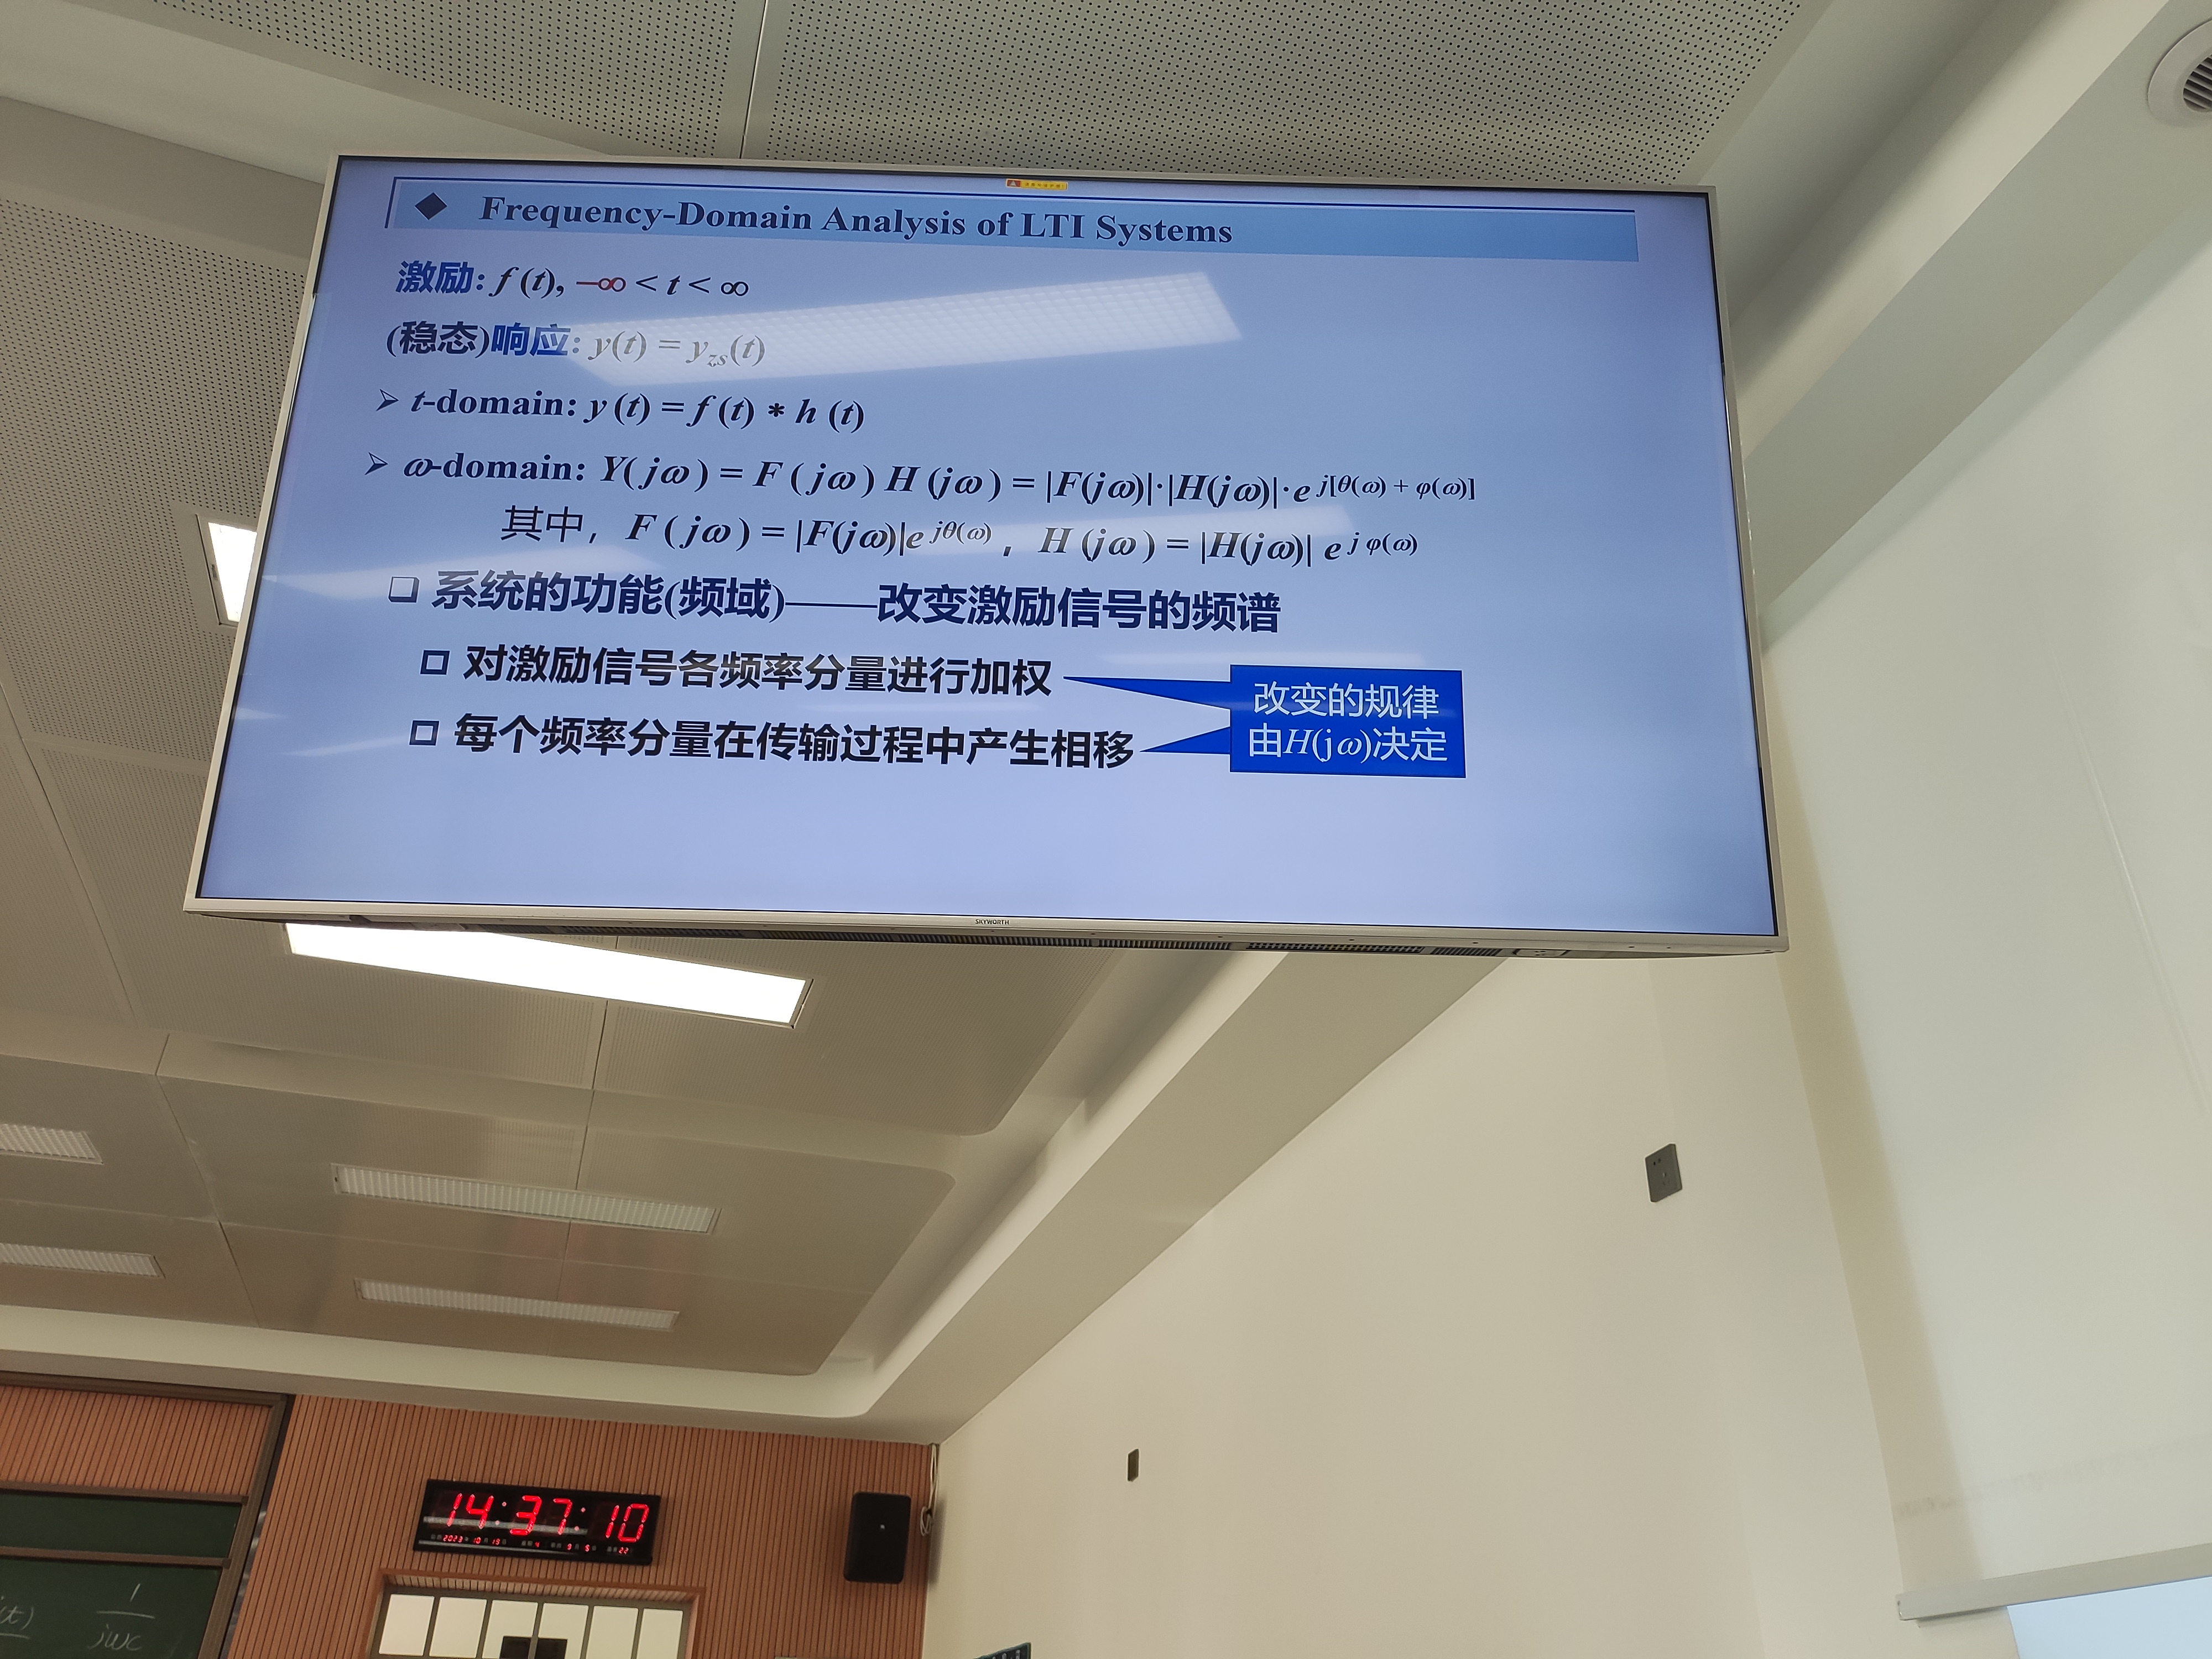 ◆ Frequency-Domain Analysis of LTI Systems
激励: f (t), −∞ < t < ∞
(稳态)响应: y(t) = y_zs(t)
➢ t-domain: y (t) = f (t) * h (t)
➢ ω-domain: Y( jω ) = F ( jω ) H (jω ) = |F(jω)|·|H(jω)|·e^{j[θ(ω) + φ(ω)]}
其中, F ( jω ) = |F(jω)|e^{jθ(ω)} , H (jω ) = |H(jω)| e^{j φ(ω)}
❑ 系统的功能(频域)——改变激励信号的频谱
对激励信号各频率分量进行加权
每个频率分量在传输过程中产生相移
改变的规律
由H(jω)决定
SKYWORTH
14:37:10
(t)
1
jωc